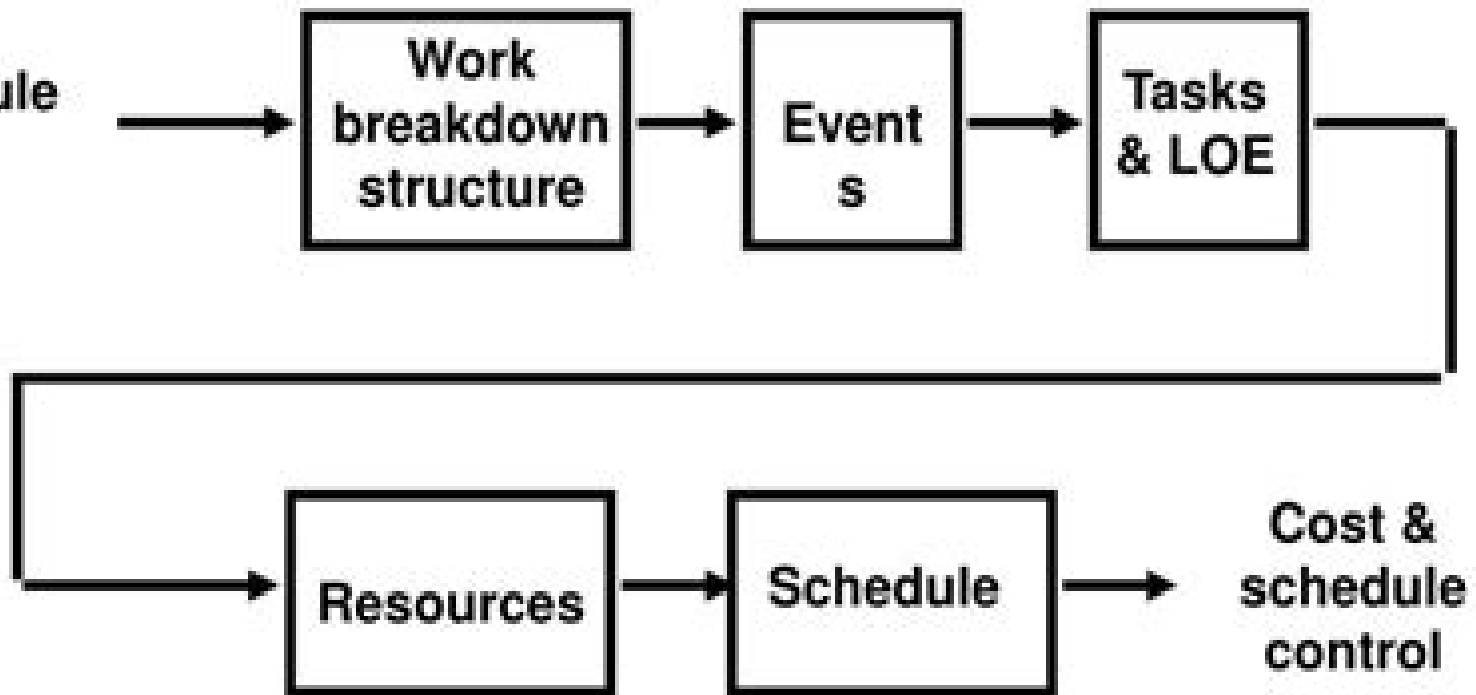 ule
Work
breakdown
structure
Event
s
Tasks
& LOE
Resources
Schedule
Cost &
schedule
control